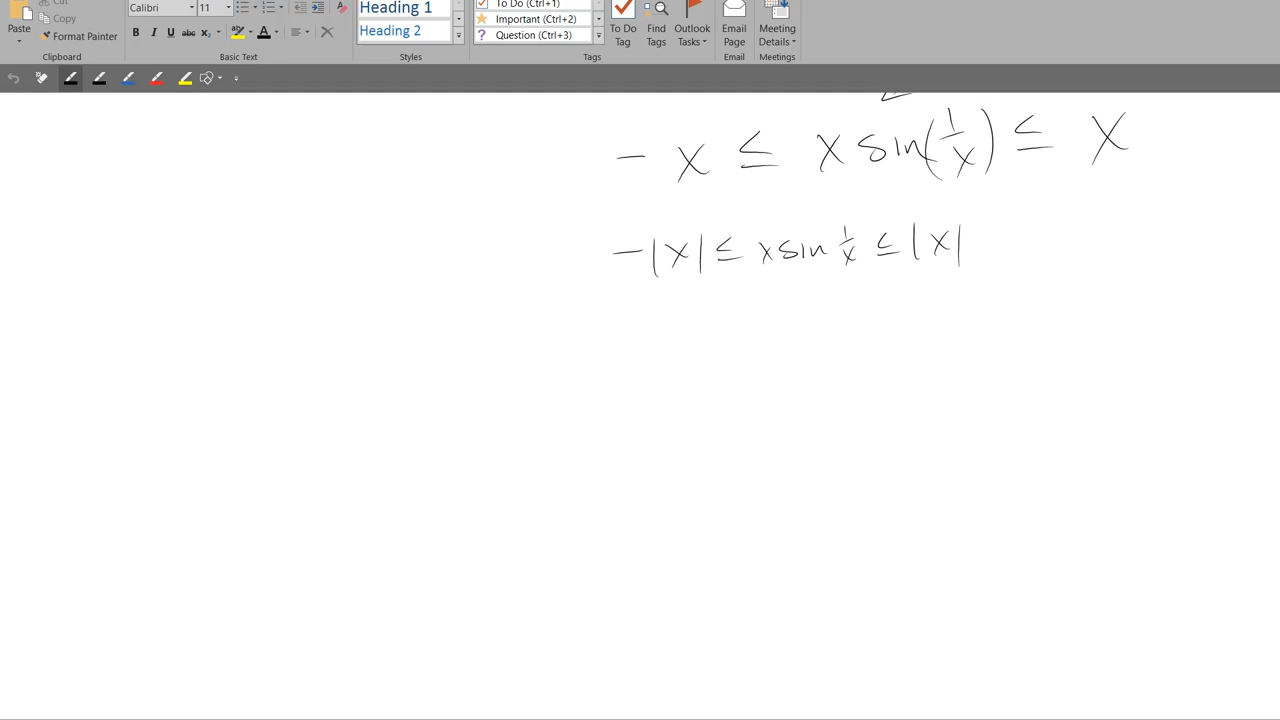 Cut
Calibri 11 Heading 1 To Do (Ctrl+1)
Paste Copy Important (Ctrl+2) To Do Find Outlook Email Meeting
Format Painter B I U abc x₂ A Heading 2 Question (Ctrl+3) Tag Tags Tasks Page Details
Clipboard Basic Text Styles Tags Email Meetings
- x ≤ x sin(1/x) ≤ x
-|x| ≤ x sin 1/x ≤ |x|